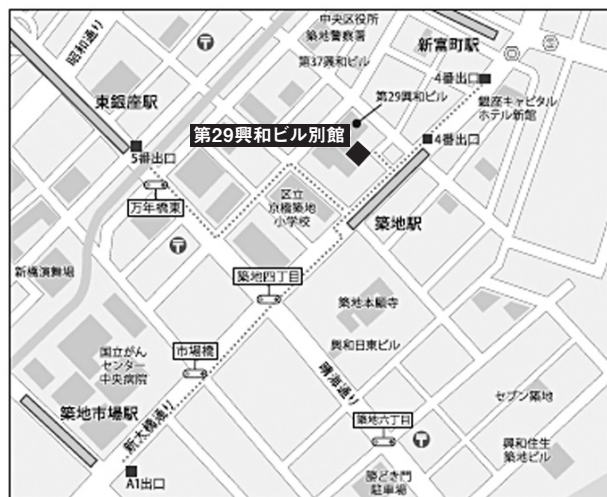 中央区役所
築地警察署
新富町駅
昭和通り
第37興和ビル
4番出口
東銀座駅
第29興和ビル
銀座キャピタル
ホテル新館
第29興和ビル別館
4番出口
5番出口
万年橋東
区立
京橋築地
小学校
築地駅
新橋演舞場
築地四丁目
築地本願寺
国立がん
センター
中央病院
市場橋
興和日東ビル
晴海通り
セブン築地
築地市場駅
新大橋通り
築地六丁目
興和住生
築地ビル
A1出口
勝どき門
駐車場